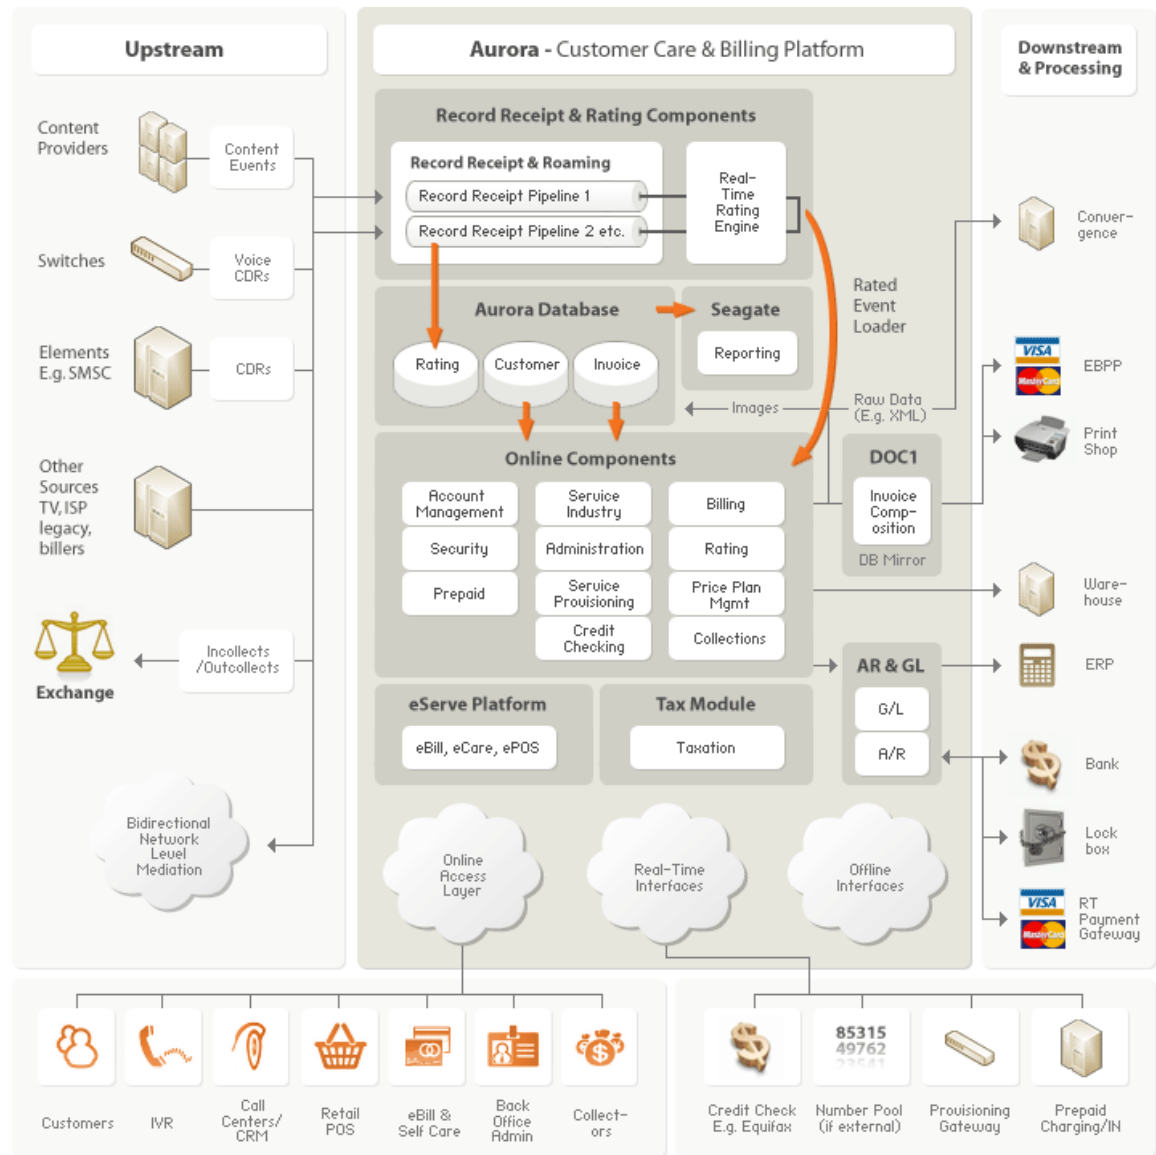 Upstream
Content
Providers
Content
Events
Switches
Voice
CDRs
Elements
E.g. SMSC
CDRs
Other
Sources
TV, ISP
legacy,
billers
Exchange
Incollects
/Outcollects
Bidirectional
Network
Level
Mediation
Aurora - Customer Care & Billing Platform
Record Receipt & Rating Components
Record Receipt & Roaming
Record Receipt Pipeline 1
Record Receipt Pipeline 2 etc.
Real-
Time
Rating
Engine
Aurora Database
Rating
Customer
Invoice
Seagate
Reporting
Rated
Event
Loader
Images
Raw Data
(E.g. XML)
Online Components
Account
Management
Service
Industry
Billing
Security
Administration
Rating
Prepaid
Service
Provisioning
Price Plan
Mgmt
Credit
Checking
Collections
DOC1
Invoice
Comp-
osition
DB Mirror
eServe Platform
eBill, eCare, ePOS
Tax Module
Taxation
AR & GL
G/L
A/R
Online
Access
Layer
Real-Time
Interfaces
Offline
Interfaces
Downstream
& Processing
Conver-
gence
VISA
MasterCard
EBPP
Print
Shop
Ware-
house
ERP
Bank
Lock
box
VISA
MasterCard
RT
Payment
Gateway
Customers
IVR
Call
Centers/
CRM
Retail
POS
eBill &
Self Care
Back
Office
Admin
Collect-
ors
Credit Check
E.g. Equifax
85315
49762
23541
Number Pool
(if external)
Provisioning
Gateway
Prepaid
Charging/IN